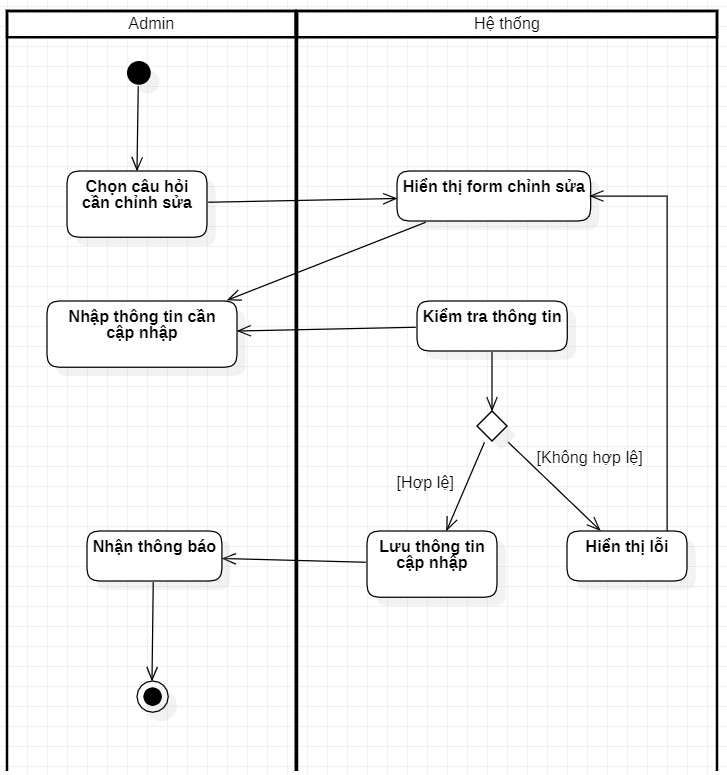 Admin
Hệ thống
Chọn câu hỏi
cần chỉnh sửa
Hiển thị form chỉnh sửa
Nhập thông tin cần
cập nhập
Kiểm tra thông tin
[Hợp lệ]
[Không hợp lệ]
Nhận thông báo
Lưu thông tin
cập nhập
Hiển thị lỗi